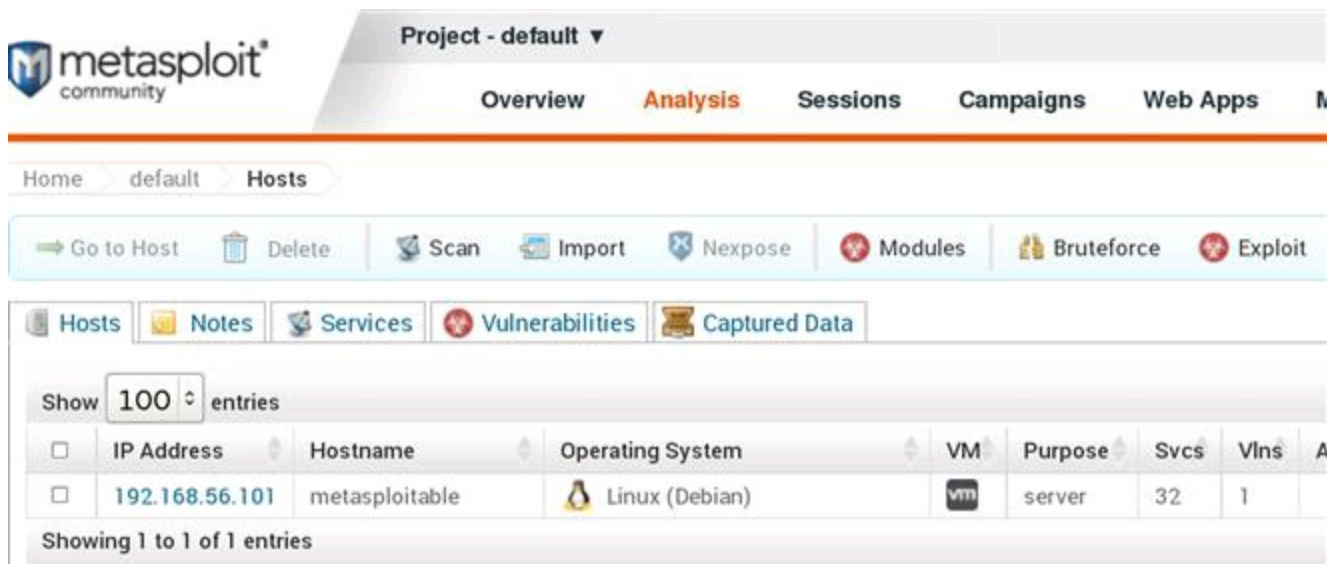 Project - default ▼
metasploit®
community
Overview Analysis Sessions Campaigns Web Apps
Home default Hosts
Go to Host Delete Scan Import Nexpose Modules Bruteforce Exploit
Hosts Notes Services Vulnerabilities Captured Data
Show 100 entries
IP Address Hostname Operating System VM Purpose Svcs Vlns A
192.168.56.101 metasploitable Linux (Debian) vm server 32 1
Showing 1 to 1 of 1 entries